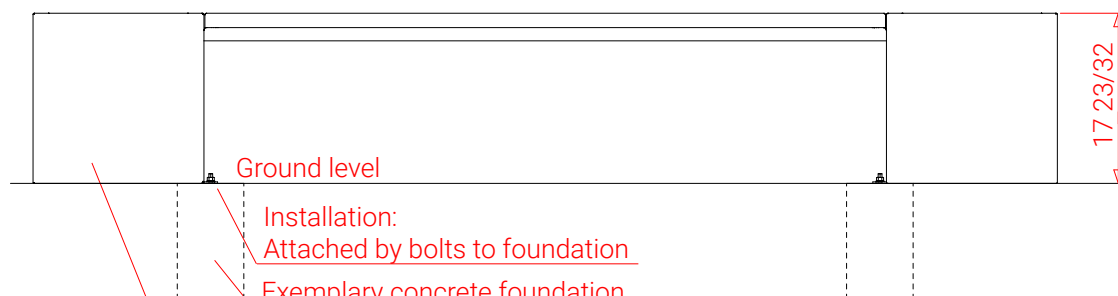 17 23/32
Ground level
Installation:
Attached by bolts to foundation
Exemplary concrete foundation